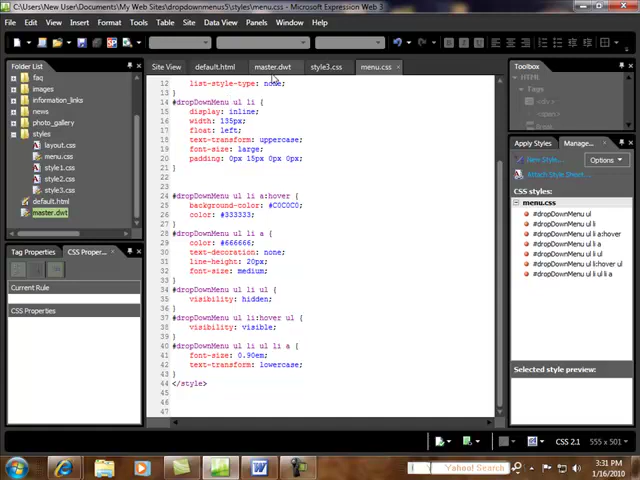 C:\Users\New User\Documents\My Web Sites\dropdownmenus5\styles\menu.css - Microsoft Expression Web 3
File Edit View Insert Format Tools Table Site Data View Panels Window Help
Site View default.html master.dwt style3.css menu.css ×
Folder List
faq
images
information_links
news
photo_gallery
styles
layout.css
menu.css
style1.css
style2.css
style3.css
default.html
master.dwt
Tag Properties CSS Proper...
Current Rule
CSS Properties
12 list-style-type: none;
13 }
14 #dropDownMenu ul li {
15 display: inline;
16 width: 135px;
17 float: left;
18 text-transform: uppercase;
19 font-size: large;
20 padding: 0px 15px 0px 0px;
21 }
22
23
24 #dropDownMenu ul li a:hover {
25 background-color: #C0C0C0;
26 color: #333333;
27 }
28 #dropDownMenu ul li a {
29 color: #666666;
30 text-decoration: none;
31 line-height: 20px;
32 font-size: medium;
33 }
34 #dropDownMenu ul li ul {
35 visibility: hidden;
36 }
37 #dropDownMenu ul li:hover ul {
38 visibility: visible;
39 }
40 #dropDownMenu ul li ul li a {
41 font-size: 0.90em;
42 text-transform: lowercase;
43 }
44 </style>
45
46
47
Toolbox
HTML
Tags
<div>
Break
Apply Styles Manage...
New Style... Options
Attach Style Sheet...
CSS styles:
menu.css
#dropDownMenu ul
#dropDownMenu ul li
#dropDownMenu ul li a:hover
#dropDownMenu ul li a
#dropDownMenu ul li ul
#dropDownMenu ul li:hover ul
#dropDownMenu ul li ul li a
Selected style preview:
CSS 2.1 555 x 501
Yahoo! Search
3:31 PM
1/16/2010